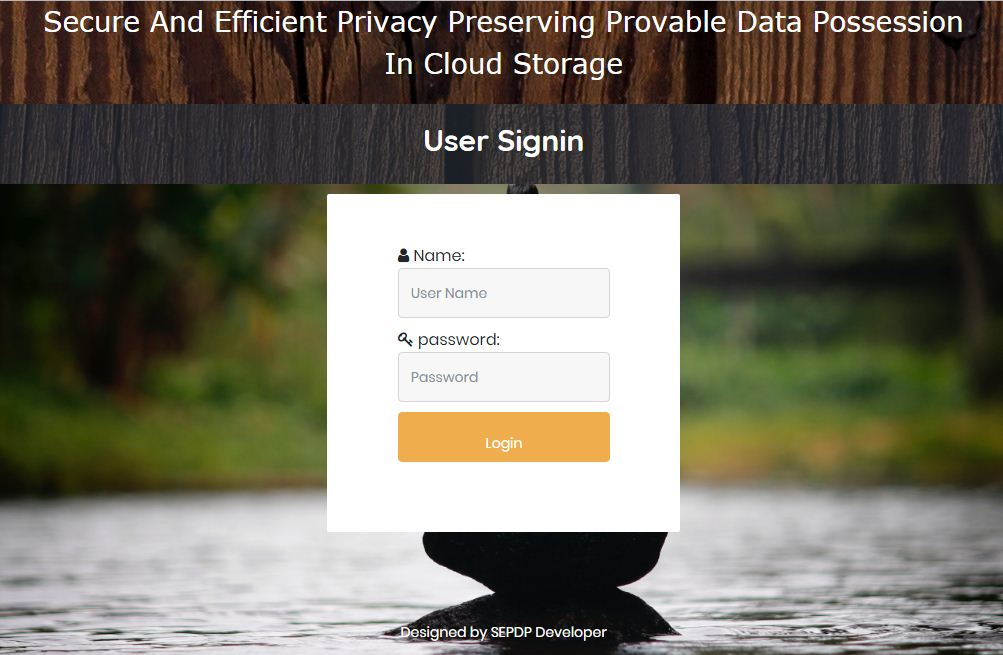 Secure And Efficient Privacy Preserving Provable Data Possession
In Cloud Storage
User Signin
Name:
User Name
password:
Password
Login
Designed by SEPDP Developer